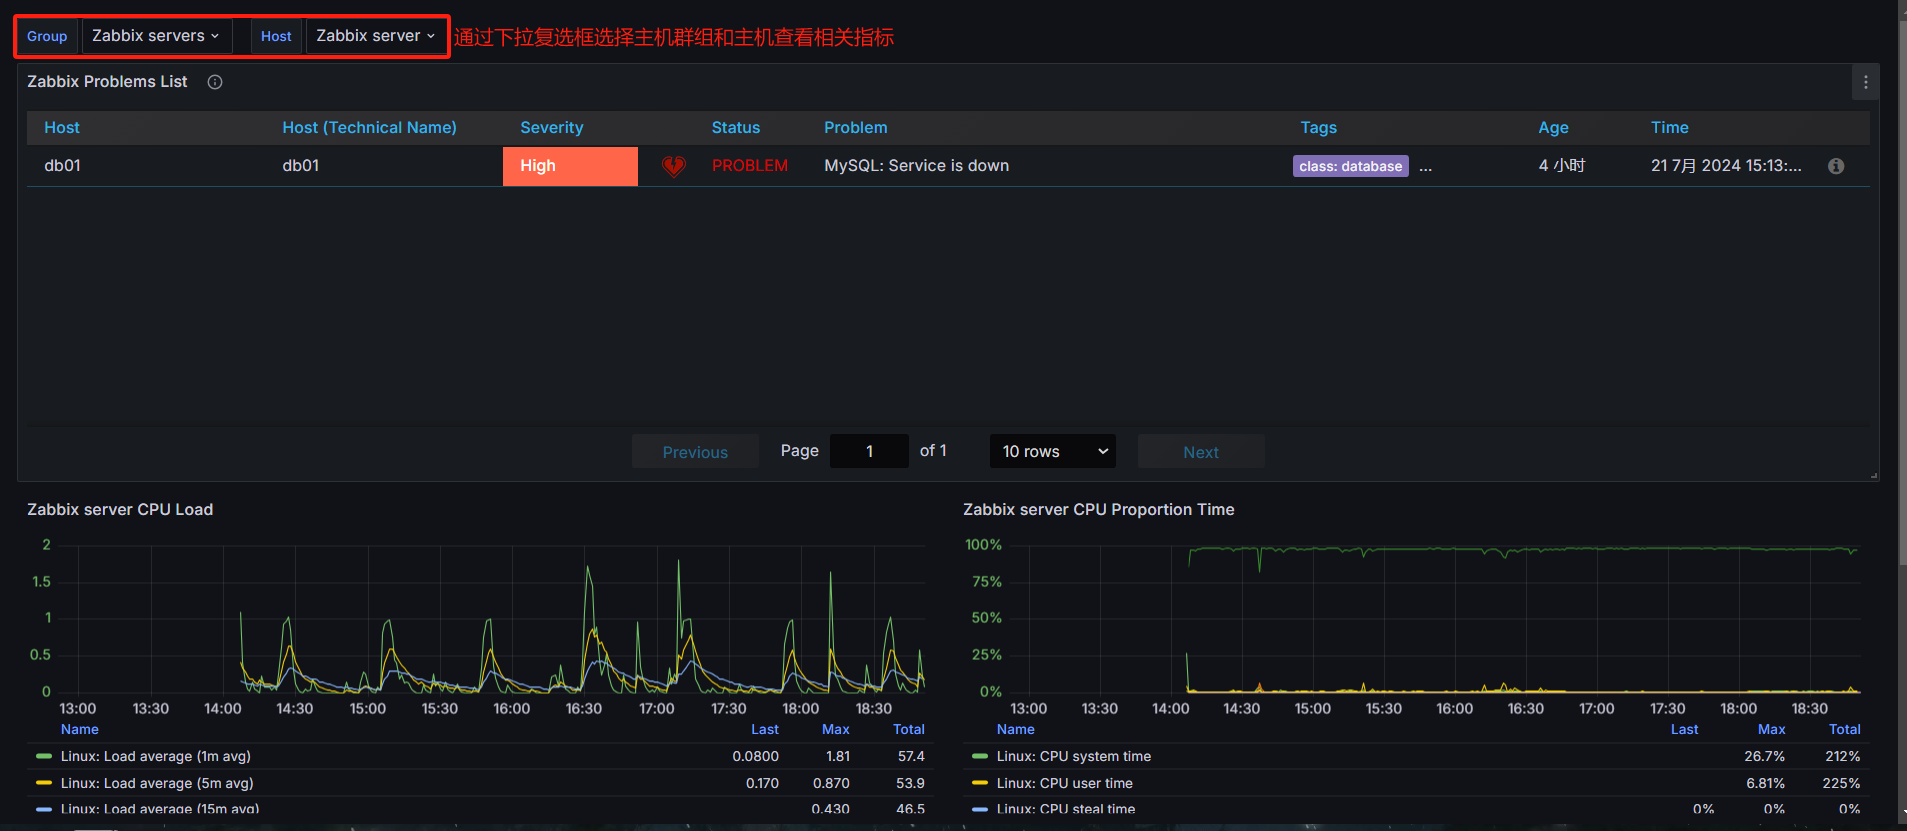 Group Zabbix servers Host Zabbix server 通过下拉复选框选择主机群组和主机查看相关指标
Zabbix Problems List
Host Host (Technical Name) Severity Status Problem Tags Age Time
db01 db01 High PROBLEM MySQL: Service is down class: database ... 4 小时 21 7月 2024 15:13:...
Previous Page 1 of 1 10 rows Next
Zabbix server CPU Load
2
1.5
1
0.5
0
13:00 13:30 14:00 14:30 15:00 15:30 16:00 16:30 17:00 17:30 18:00 18:30
Name Last Max Total
Linux: Load average (1m avg) 0.0800 1.81 57.4
Linux: Load average (5m avg) 0.170 0.870 53.9
Linux: Load average (15m avg) 0.430 46.5
Zabbix server CPU Proportion Time
100%
75%
50%
25%
0%
13:00 13:30 14:00 14:30 15:00 15:30 16:00 16:30 17:00 17:30 18:00 18:30
Name Last Max Total
Linux: CPU system time 26.7% 212%
Linux: CPU user time 6.81% 225%
Linux: CPU steal time 0% 0% 0%